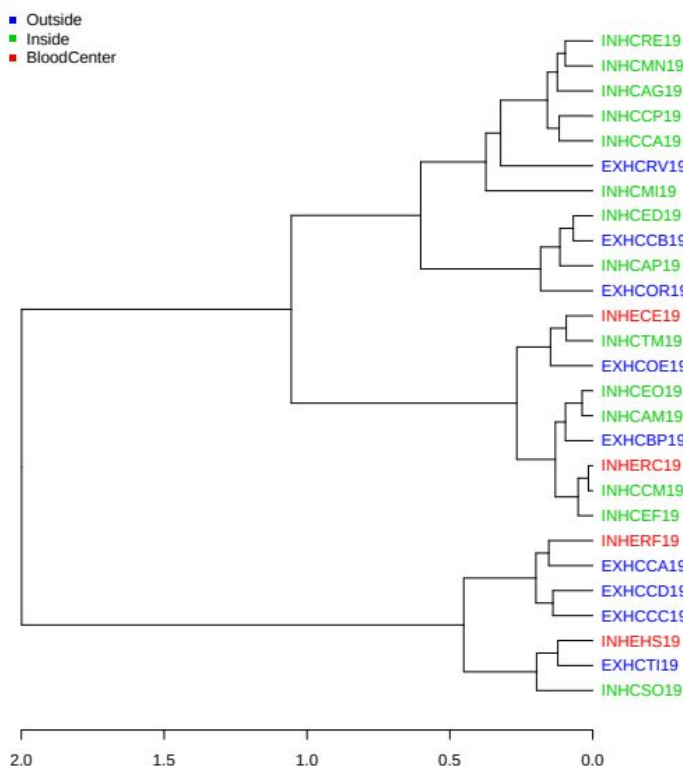 Outside
Inside
BloodCenter
INHCRE19
INHCMN19
INHCAG19
INHCCP19
INHCCA19
EXHCRV19
INHCMI19
INHCED19
EXHCCB19
INHCAP19
EXHCOR19
INHECE19
INHCTM19
EXHCOE19
INHCEO19
INHCAM19
EXHCBP19
INHERC19
INHCCM19
INHCEF19
INHERF19
EXHCCA19
EXHCCD19
EXHCCC19
INHEHS19
EXHCTI19
INHCSO19
2.0 1.5 1.0 0.5 0.0